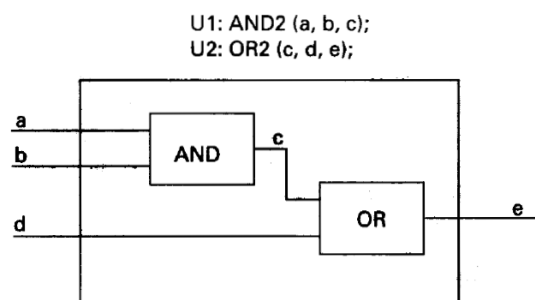 U1: AND2 (a, b, c);
U2: OR2 (c, d, e);
a
AND
c
b
OR
d
e